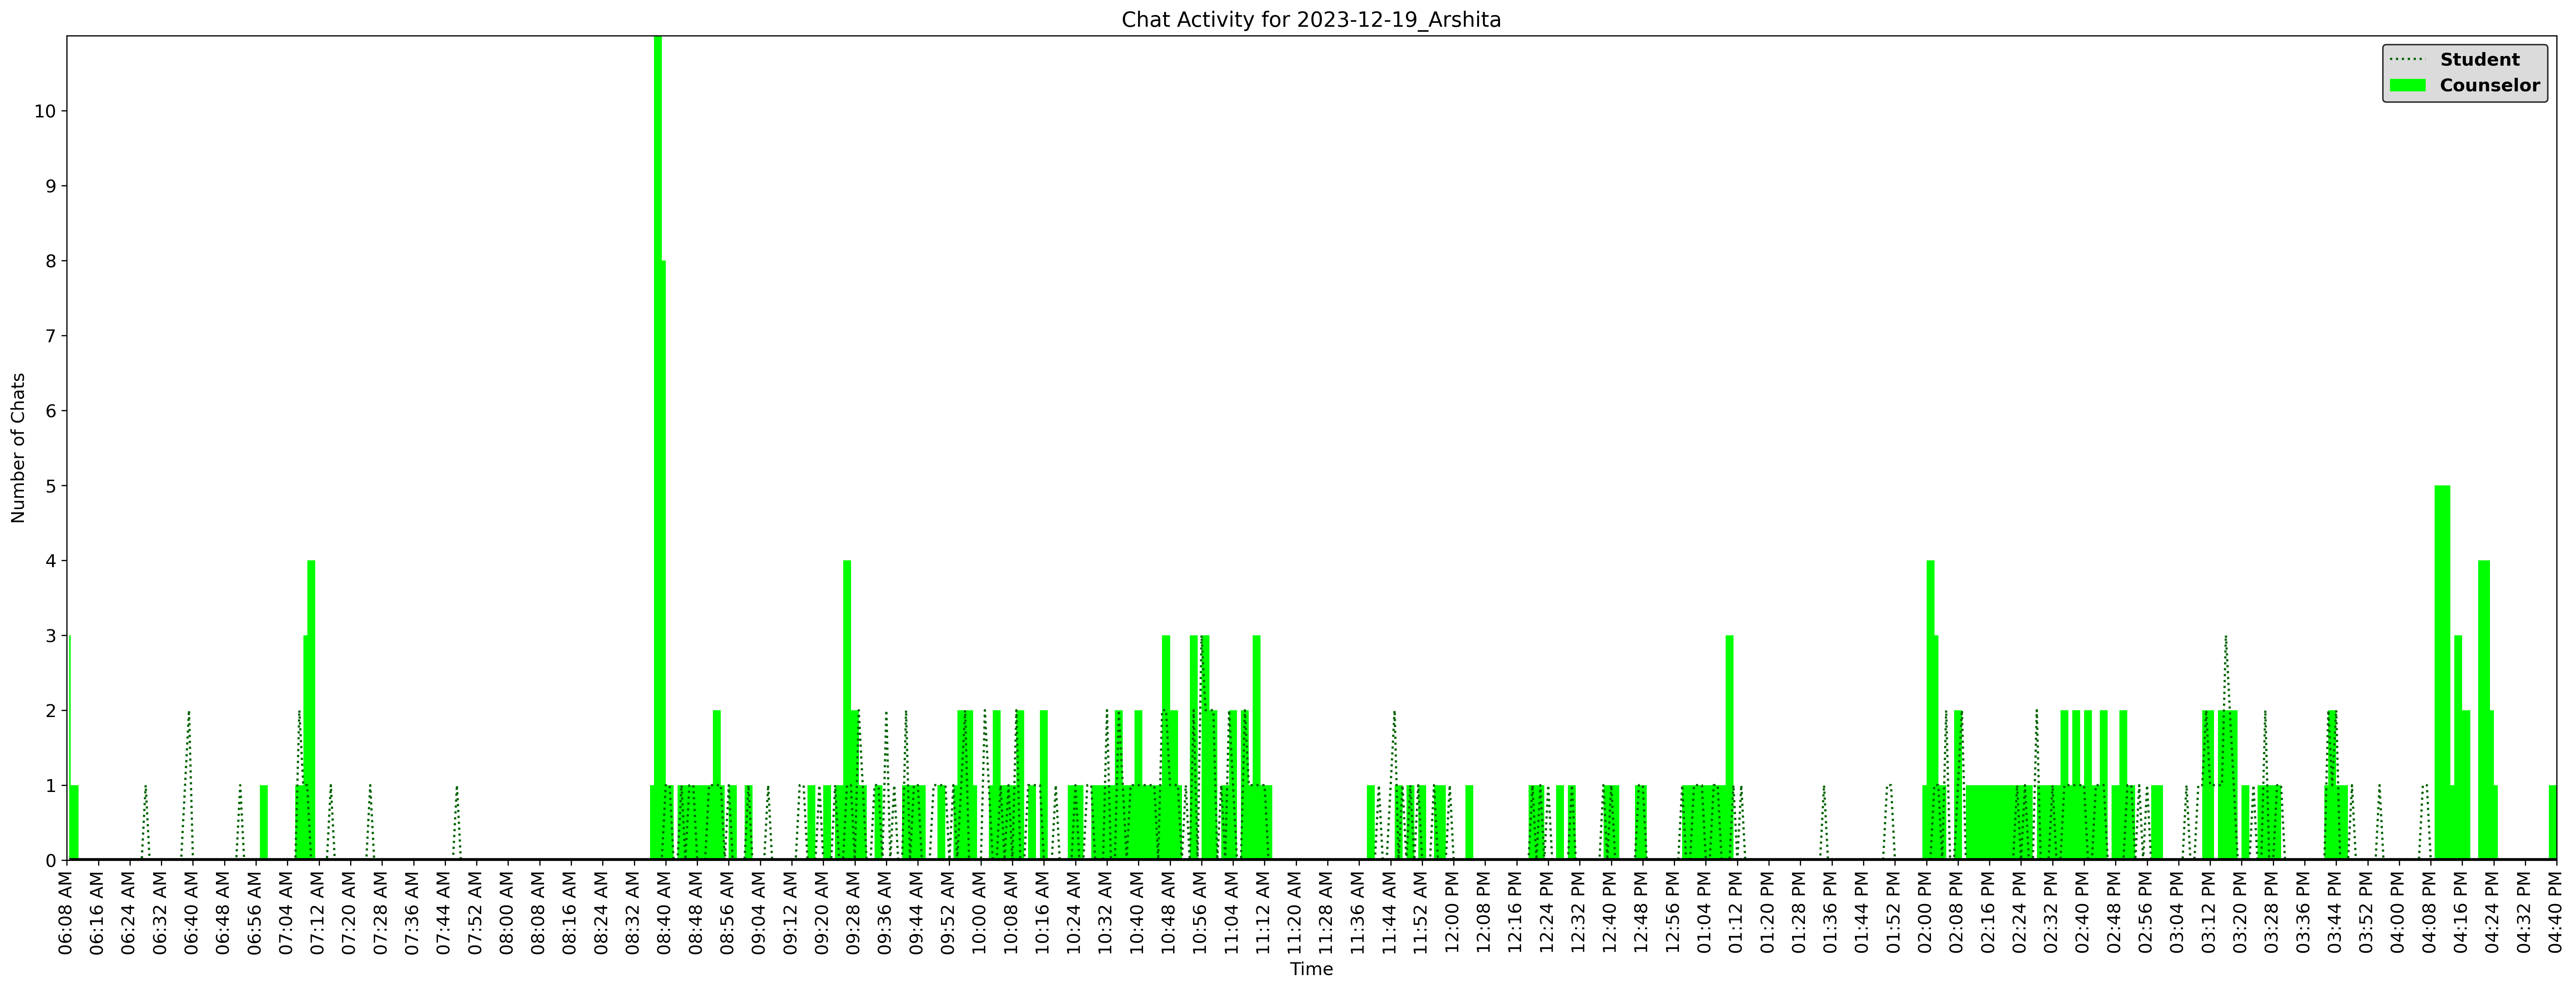 Chat Activity for 2023-12-19_Arshita
Student
Counselor
Number of Chats
10
9
8
7
6
5
4
3
2
1
0
06:08 AM
06:16 AM
06:24 AM
06:32 AM
06:40 AM
06:48 AM
06:56 AM
07:04 AM
07:12 AM
07:20 AM
07:28 AM
07:36 AM
07:44 AM
07:52 AM
08:00 AM
08:08 AM
08:16 AM
08:24 AM
08:32 AM
08:40 AM
08:48 AM
08:56 AM
09:04 AM
09:12 AM
09:20 AM
09:28 AM
09:36 AM
09:44 AM
09:52 AM
10:00 AM
10:08 AM
10:16 AM
10:24 AM
10:32 AM
10:40 AM
10:48 AM
10:56 AM
11:04 AM
11:12 AM
11:20 AM
11:28 AM
11:36 AM
11:44 AM
11:52 AM
12:00 PM
12:08 PM
12:16 PM
12:24 PM
12:32 PM
12:40 PM
12:48 PM
12:56 PM
01:04 PM
01:12 PM
01:20 PM
01:28 PM
01:36 PM
01:44 PM
01:52 PM
02:00 PM
02:08 PM
02:16 PM
02:24 PM
02:32 PM
02:40 PM
02:48 PM
02:56 PM
03:04 PM
03:12 PM
03:20 PM
03:28 PM
03:36 PM
03:44 PM
03:52 PM
04:00 PM
04:08 PM
04:16 PM
04:24 PM
04:32 PM
04:40 PM
Time